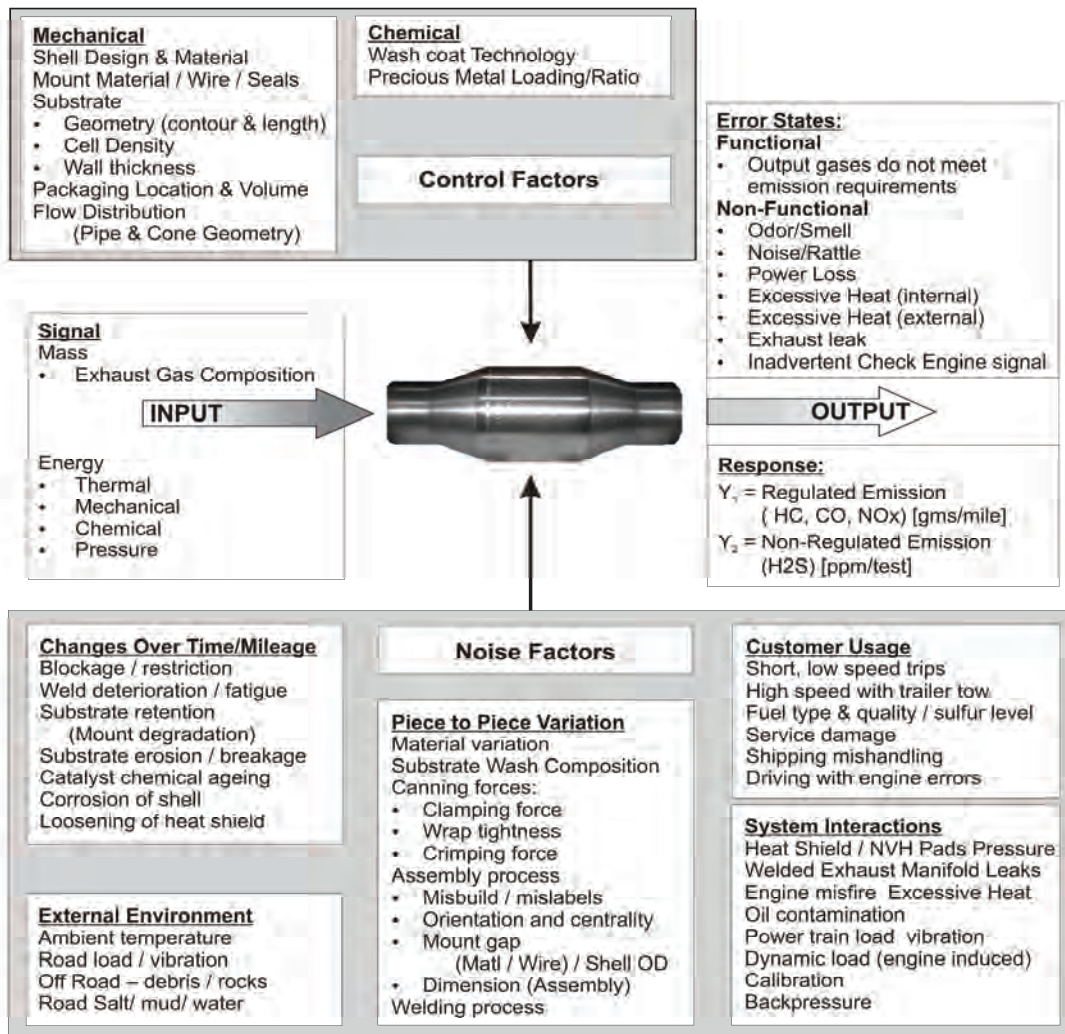 Mechanical
Shell Design & Material
Mount Material / Wire / Seals
Substrate
• Geometry (contour & length)
• Cell Density
• Wall thickness
Packaging Location & Volume
Flow Distribution
(Pipe & Cone Geometry)
Chemical
Wash coat Technology
Precious Metal Loading/Ratio
Control Factors
Error States:
Functional
• Output gases do not meet
emission requirements
Non-Functional
• Odor/Smell
• Noise/Rattle
• Power Loss
• Excessive Heat (internal)
• Excessive Heat (external)
• Exhaust leak
• Inadvertent Check Engine signal
Signal
Mass
• Exhaust Gas Composition
INPUT
Energy
• Thermal
• Mechanical
• Chemical
• Pressure
OUTPUT
Response:
Y₁ = Regulated Emission
( HC, CO, NOx) [gms/mile]
Y₂ = Non-Regulated Emission
(H2S) [ppm/test]
Changes Over Time/Mileage
Blockage / restriction
Weld deterioration / fatigue
Substrate retention
(Mount degradation)
Substrate erosion / breakage
Catalyst chemical ageing
Corrosion of shell
Loosening of heat shield
External Environment
Ambient temperature
Road load / vibration
Off Road – debris / rocks
Road Salt/ mud/ water
Noise Factors
Piece to Piece Variation
Material variation
Substrate Wash Composition
Canning forces:
• Clamping force
• Wrap tightness
• Crimping force
Assembly process
• Misbuild / mislabels
• Orientation and centrality
• Mount gap
(Matl / Wire) / Shell OD
• Dimension (Assembly)
Welding process
Customer Usage
Short, low speed trips
High speed with trailer tow
Fuel type & quality / sulfur level
Service damage
Shipping mishandling
Driving with engine errors
System Interactions
Heat Shield / NVH Pads Pressure
Welded Exhaust Manifold Leaks
Engine misfire Excessive Heat
Oil contamination
Power train load vibration
Dynamic load (engine induced)
Calibration
Backpressure